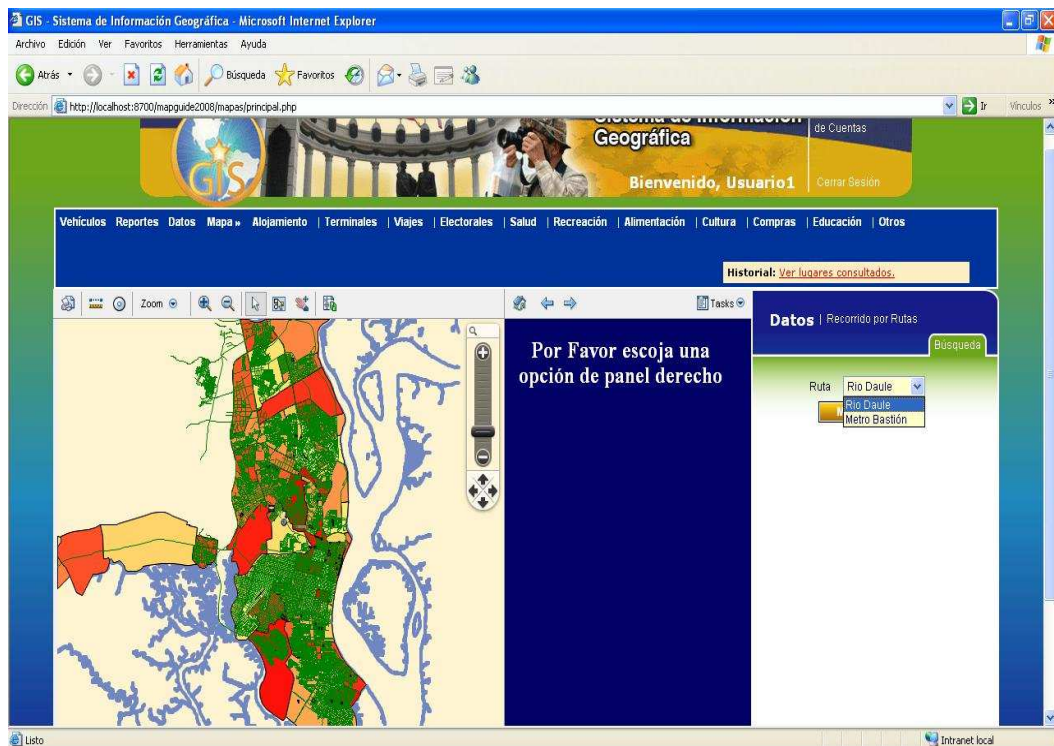 GIS - Sistema de Información Geográfica - Microsoft Internet Explorer
Archivo Edición Ver Favoritos Herramientas Ayuda
Atrás Búsqueda Favoritos
Dirección http://localhost:8700/mapguide2008/mapas/principal.php Ir Vínculos »
Sistema de Información
Geográfica
de Cuentas
GIS
Bienvenido, Usuario1
Cerrar Sesión
Vehículos Reportes Datos Mapa » Alojamiento | Terminales | Viajes | Electorales | Salud | Recreación | Alimentación | Cultura | Compras | Educación | Otros
Historial: Ver lugares consultados.
Zoom
Tasks
Datos | Recorrido por Rutas
Búsqueda
Por Favor escoja una
opción de panel derecho
Ruta Rio Daule
Rio Daule
Metro Bastión
Listo
Intranet local